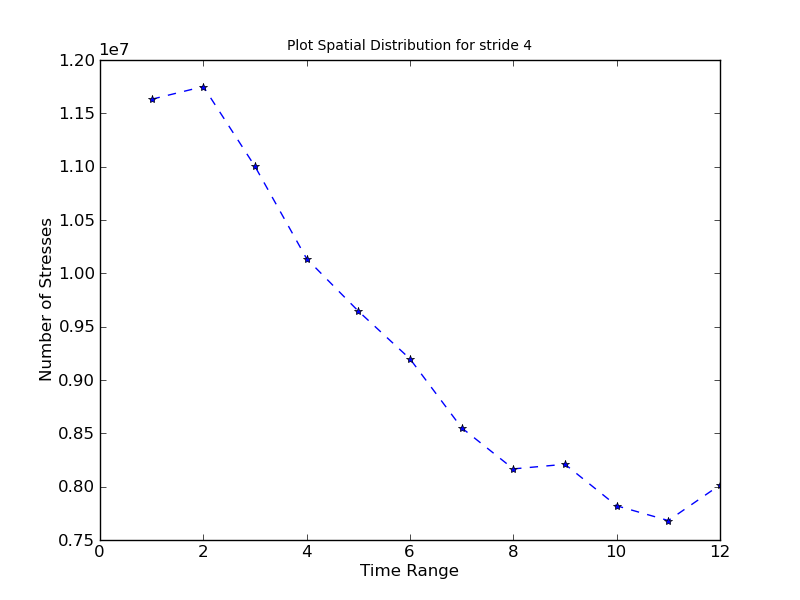 Plot Spatial Distribution for stride 4
1e7
1.20
1.15
1.10
1.05
1.00
0.95
0.90
0.85
0.80
0.75
Number of Stresses
0 2 4 6 8 10 12
Time Range